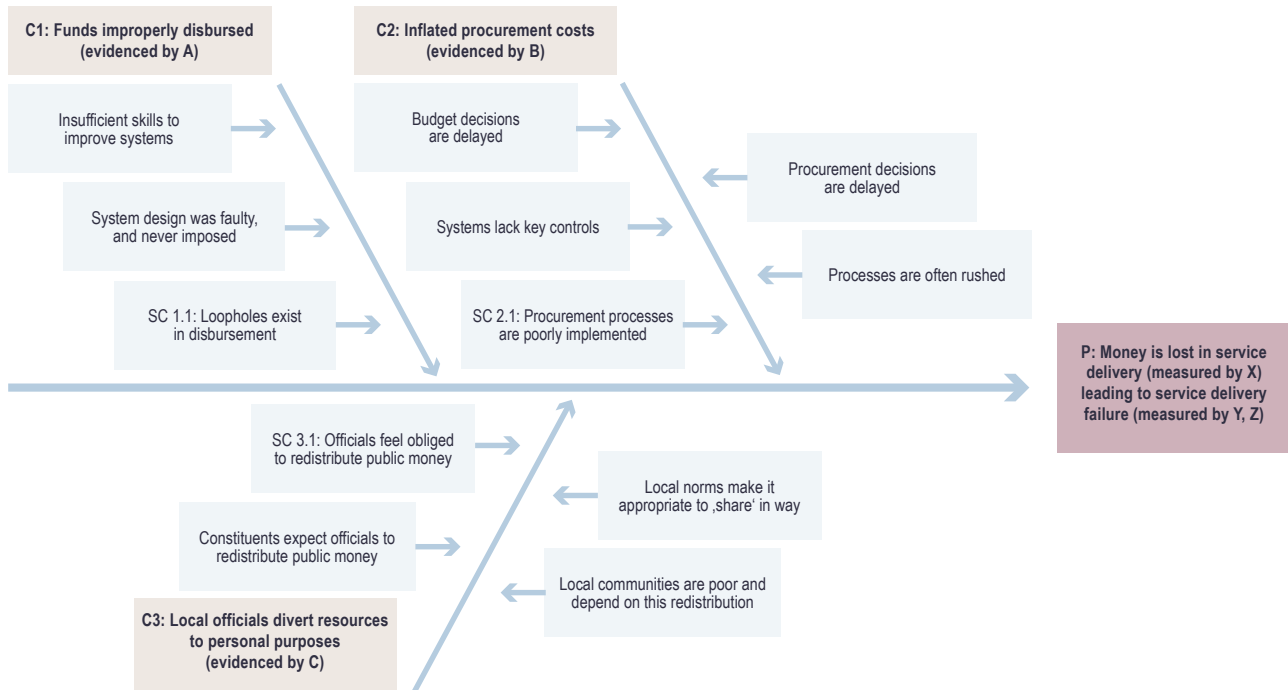 C1: Funds improperly disbursed
(evidenced by A)
Insufficient skills to
improve systems
System design was faulty,
and never imposed
SC 1.1: Loopholes exist
in disbursement
C2: Inflated procurement costs
(evidenced by B)
Budget decisions
are delayed
Systems lack key controls
SC 2.1: Procurement processes
are poorly implemented
Procurement decisions
are delayed
Processes are often rushed
P: Money is lost in service
delivery (measured by X)
leading to service delivery
failure (measured by Y, Z)
SC 3.1: Officials feel obliged
to redistribute public money
Constituents expect officials to
redistribute public money
Local norms make it
appropriate to ‚share‘ in way
Local communities are poor and
depend on this redistribution
C3: Local officials divert resources
to personal purposes
(evidenced by C)